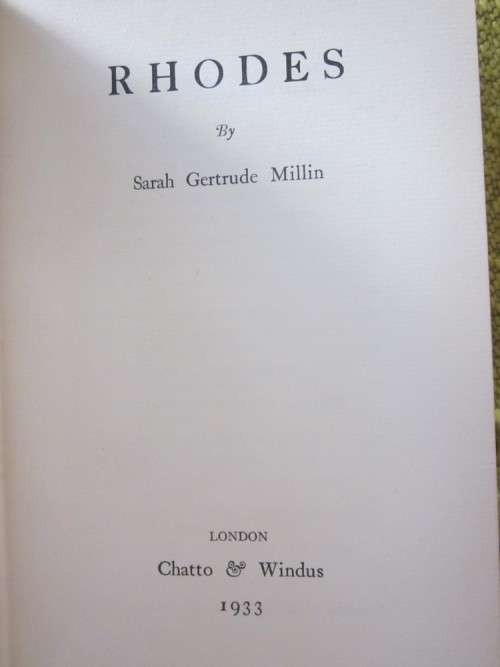 RHODES
By
Sarah Gertrude Millin
LONDON
Chatto & Windus
1933